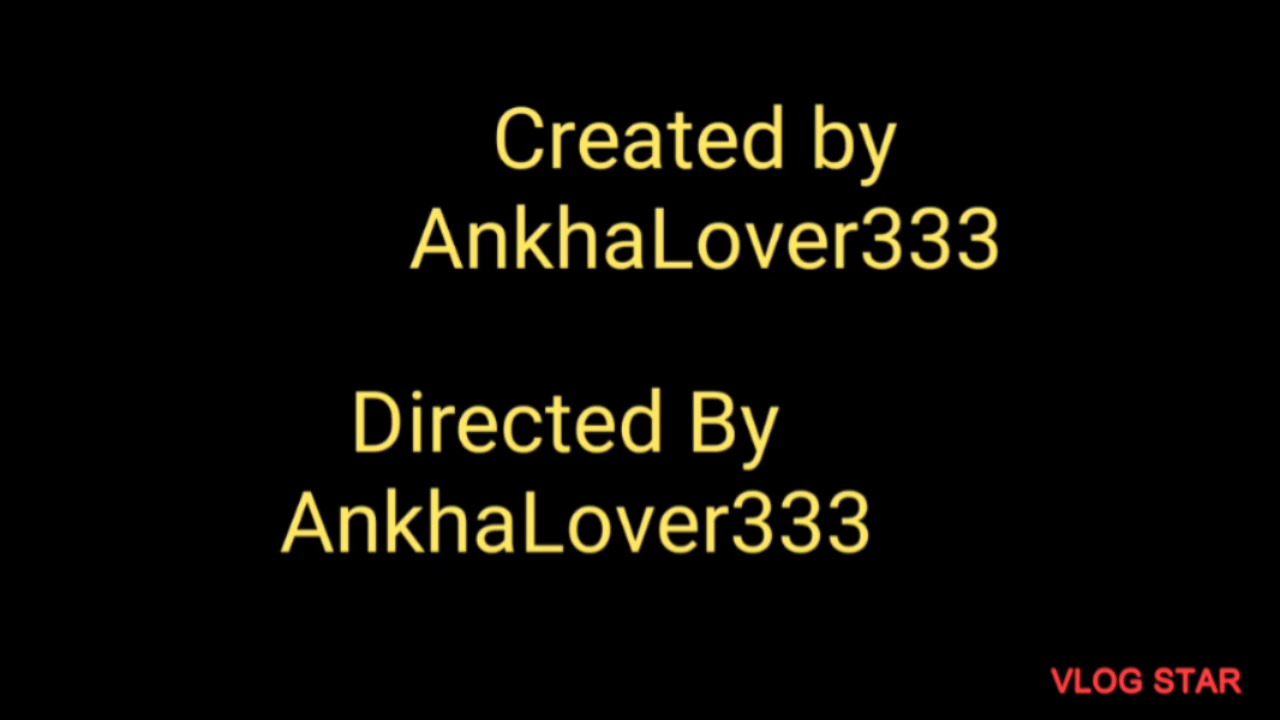 Created by
AnkhaLover333
Directed By
AnkhaLover333
VLOG STAR